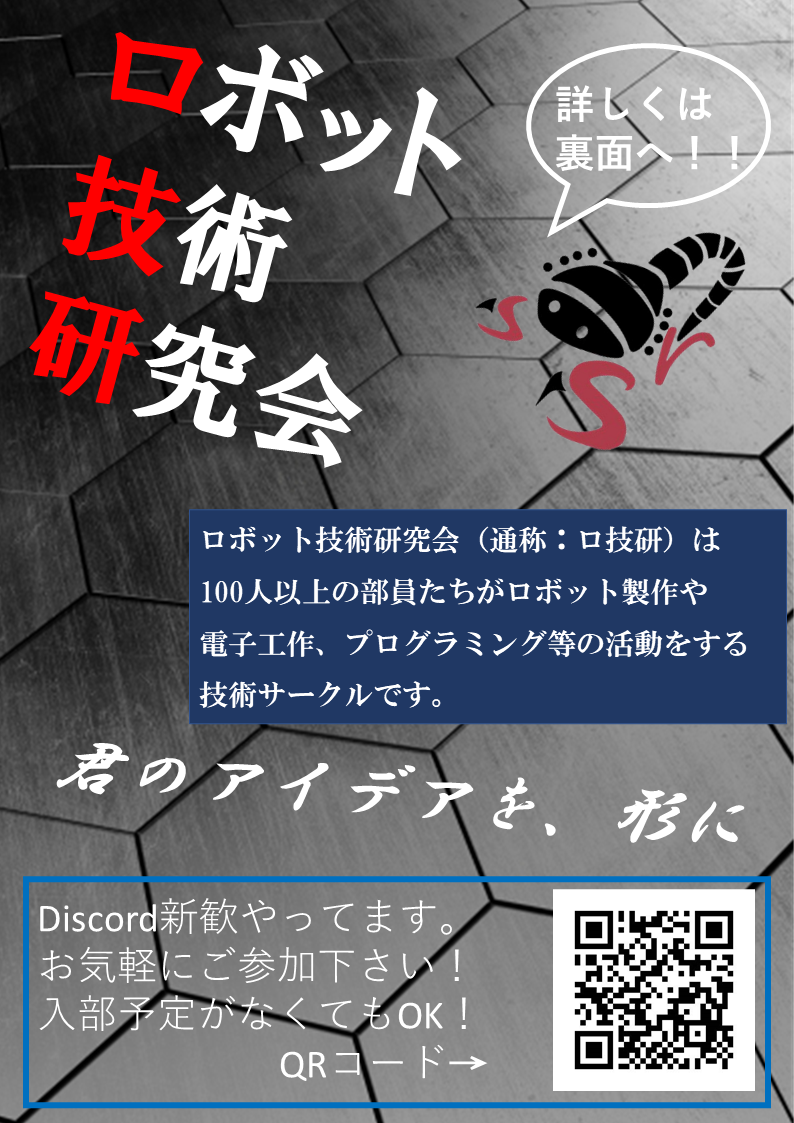 ロボット
技術
研究会
詳しくは
裏面へ！！
s
s r
ロボット技術研究会（通称：ロ技研）は
100人以上の部員たちがロボット製作や
電子工作、プログラミング等の活動をする
技術サークルです。
君のアイデアを、形に
Discord新歓やってます。
お気軽にご参加下さい！
入部予定がなくてもOK！
QRコード→